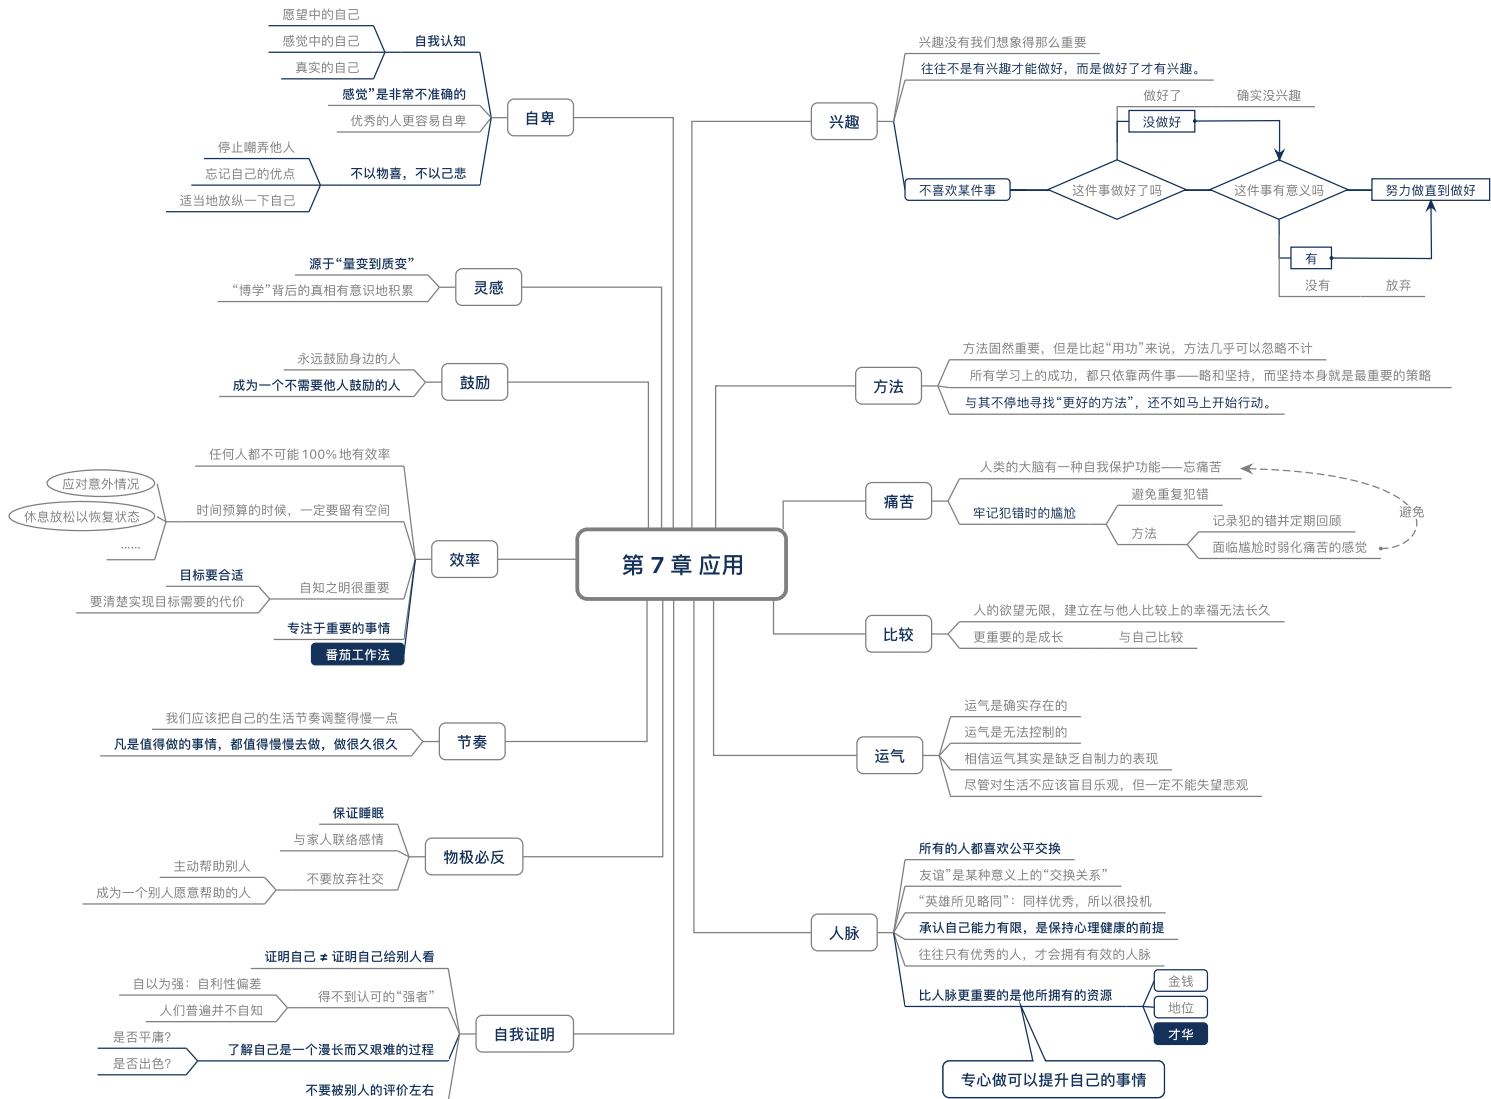 第 7 章 应用
兴趣
兴趣没有我们想象得那么重要
往往不是有兴趣才能做好，而是做好了才有兴趣。
不喜欢某件事
这件事做好了吗
做好了
确实没兴趣
没做好
这件事有意义吗
努力做直到做好
有
没有
放弃
方法
方法固然重要，但是比起“用功”来说，方法几乎可以忽略不计
所有学习上的成功，都只依靠两件事——略和坚持，而坚持本身就是最重要的策略
与其不停地寻找“更好的方法”，还不如马上开始行动。
痛苦
人类的大脑有一种自我保护功能——忘痛苦
牢记犯错时的尴尬
避免重复犯错
方法
记录犯的错并定期回顾
面临尴尬时弱化痛苦的感觉
避免
比较
人的欲望无限，建立在与他人比较上的幸福无法长久
更重要的是成长
与自己比较
运气
运气是确实存在的
运气是无法控制的
相信运气其实是缺乏自制力的表现
尽管对生活不应该盲目乐观，但一定不能失望悲观
人脉
所有的人都喜欢公平交换
友谊”是某种意义上的“交换关系”
“英雄所见略同”：同样优秀，所以很投机
承认自己能力有限，是保持心理健康的前提
往往只有优秀的人，才会拥有有效的人脉
比人脉更重要的是他所拥有的资源
金钱
地位
才华
专心做可以提升自己的事情
自卑
自我认知
愿望中的自己
感觉中的自己
真实的自己
感觉”是非常不准确的
优秀的人更容易自卑
不以物喜，不以己悲
停止嘲弄他人
忘记自己的优点
适当地放纵一下自己
灵感
源于“量变到质变”
“博学”背后的真相有意识地积累
鼓励
永远鼓励身边的人
成为一个不需要他人鼓励的人
效率
任何人都不可能 100% 地有效率
时间预算的时候，一定要留有空间
应对意外情况
休息放松以恢复状态
……
自知之明很重要
目标要合适
要清楚实现目标需要的代价
专注于重要的事情
番茄工作法
节奏
我们应该把自己的生活节奏调整得慢一点
凡是值得做的事情，都值得慢慢去做，做很久很久
物极必反
保证睡眠
与家人联络感情
不要放弃社交
主动帮助别人
成为一个别人愿意帮助的人
自我证明
证明自己 ≠ 证明自己给别人看
得不到认可的“强者”
自以为强：自利性偏差
人们普遍并不自知
了解自己是一个漫长而又艰难的过程
是否平庸？
是否出色？
不要被别人的评价左右